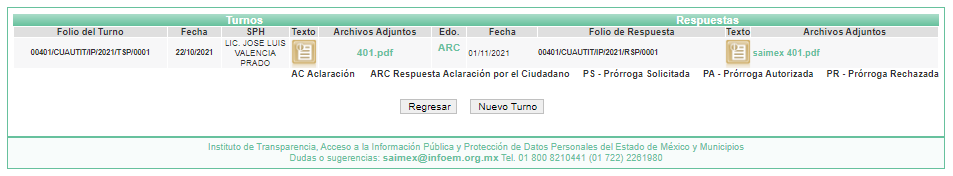 Turnos Respuestas
Folio del Turno Fecha SPH Texto Archivos Adjuntos Edo. Fecha Folio de Respuesta Texto Archivos Adjuntos
00401/CUAUTIT/IP/2021/TSP/0001 22/10/2021 LIC. JOSE LUIS VALENCIA PRADO 401.pdf ARC 01/11/2021 00401/CUAUTIT/IP/2021/RSP/0001 saimex 401.pdf
AC Aclaración ARC Respuesta Aclaración por el Ciudadano PS - Prórroga Solicitada PA - Prórroga Autorizada PR - Prórroga Rechazada
Regresar Nuevo Turno
Instituto de Transparencia, Acceso a la Información Pública y Protección de Datos Personales del Estado de México y Municipios
Dudas o sugerencias: saimex@infoem.org.mx Tel. 01 800 8210441 (01 722) 2261980